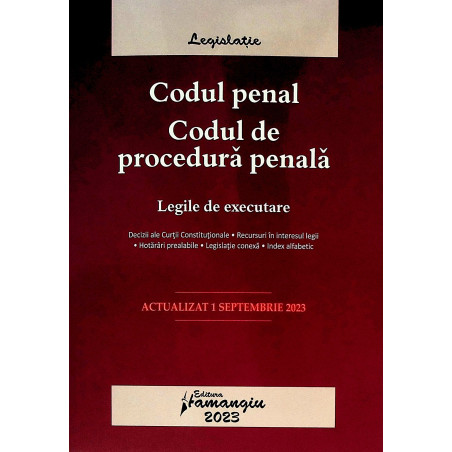 Legislație
Codul penal
Codul de
procedură penală
Legile de executare
Decizii ale Curții Constituționale • Recursuri în interesul legii
• Hotărâri prealabile • Legislație conexă • Index alfabetic
ACTUALIZAT 1 SEPTEMBRIE 2023
Editura
Hamangiu
2023